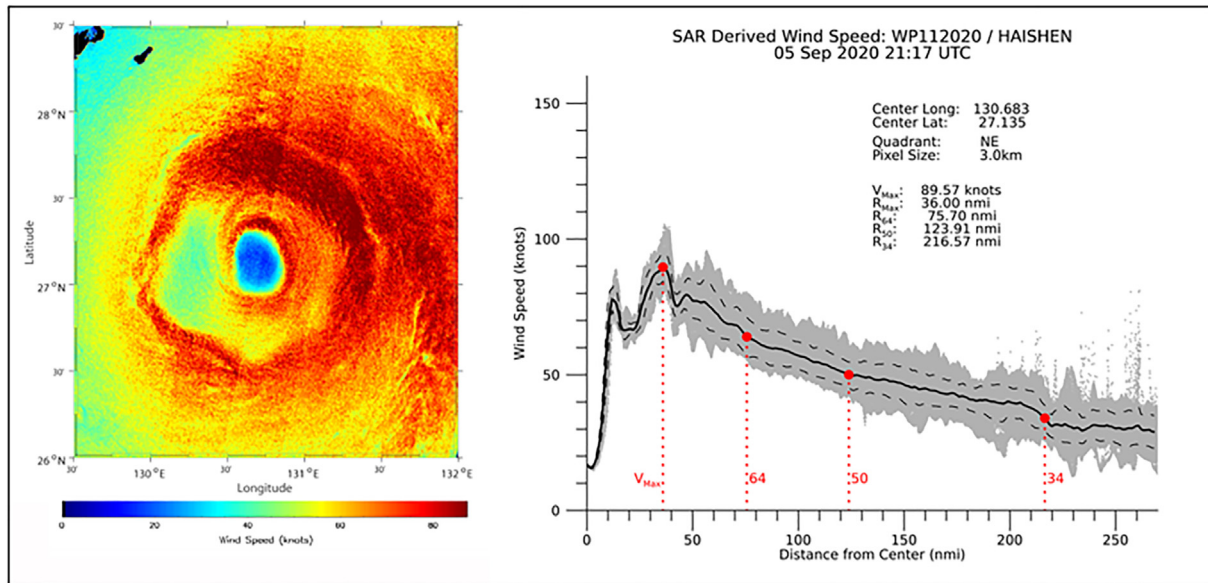 30'
28°N
30'
27°N
30'
26°N
Latitude
30'
130°E
30'
131°E
30'
132°E
Longitude
0
20
40
60
80
Wind Speed (knots)
SAR Derived Wind Speed: WP112020 / HAISHEN
05 Sep 2020 21:17 UTC
Center Long: 130.683
Center Lat: 27.135
Quadrant: NE
Pixel Size: 3.0km
VMax: 89.57 knots
RMax: 36.00 nmi
R64: 75.70 nmi
R50: 123.91 nmi
R34: 216.57 nmi
150
100
50
0
Wind Speed (knots)
VMax
64
50
34
0
50
100
150
200
250
Distance from Center (nmi)